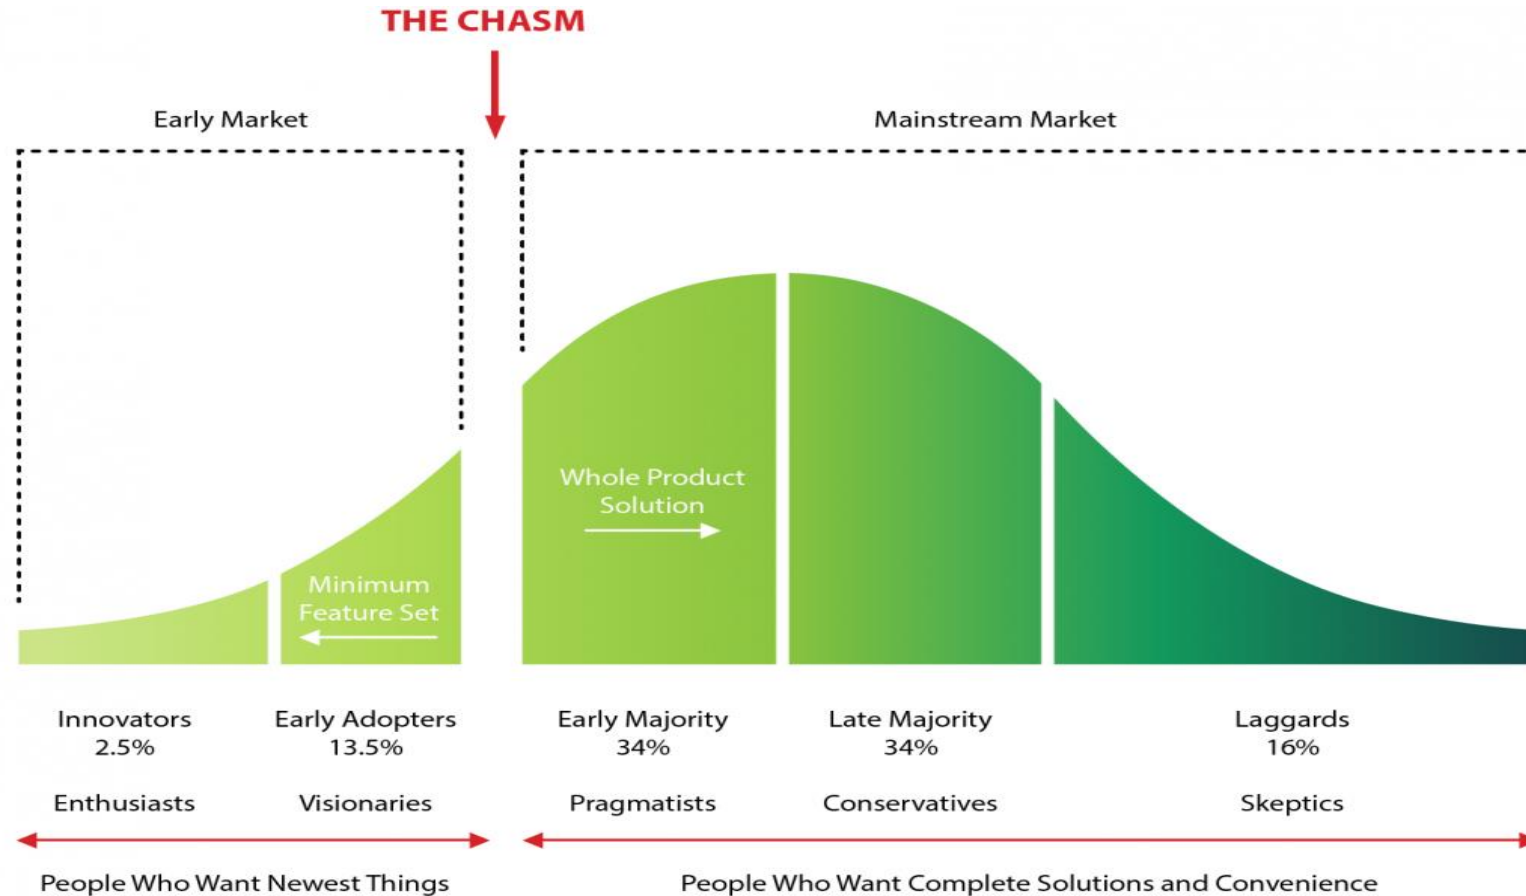 THE CHASM
Early Market
Mainstream Market
Whole Product
Solution
Minimum
Feature Set
Innovators
2.5%
Early Adopters
13.5%
Early Majority
34%
Late Majority
34%
Laggards
16%
Enthusiasts
Visionaries
Pragmatists
Conservatives
Skeptics
People Who Want Newest Things
People Who Want Complete Solutions and Convenience